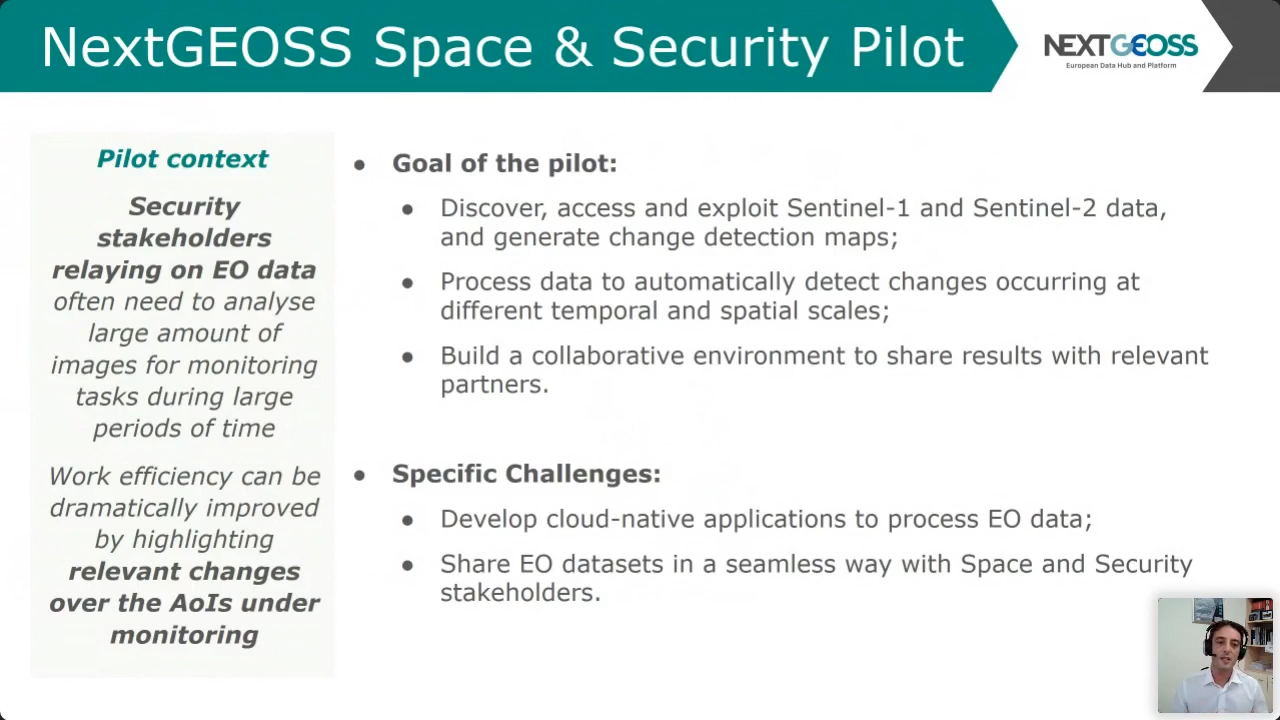 NextGEOSS Space & Security Pilot
NEXTGEOSS
European Data Hub and Platform
Pilot context
Security
stakeholders
relaying on EO data
often need to analyse
large amount of
images for monitoring
tasks during large
periods of time
Work efficiency can be
dramatically improved
by highlighting
relevant changes
over the AoIs under
monitoring
● Goal of the pilot:
● Discover, access and exploit Sentinel-1 and Sentinel-2 data,
and generate change detection maps;
● Process data to automatically detect changes occurring at
different temporal and spatial scales;
● Build a collaborative environment to share results with relevant
partners.
● Specific Challenges:
● Develop cloud-native applications to process EO data;
● Share EO datasets in a seamless way with Space and Security
stakeholders.